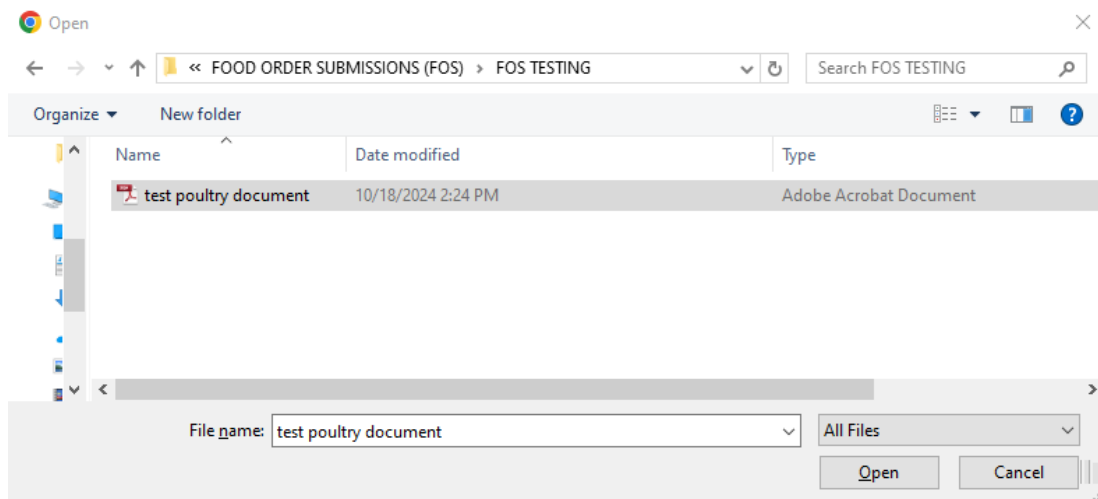 Open
« FOOD ORDER SUBMISSIONS (FOS) > FOS TESTING
Search FOS TESTING
Organize
New folder
?
Name
Date modified
Type
test poultry document
10/18/2024 2:24 PM
Adobe Acrobat Document
File name:
test poultry document
All Files
Open
Cancel